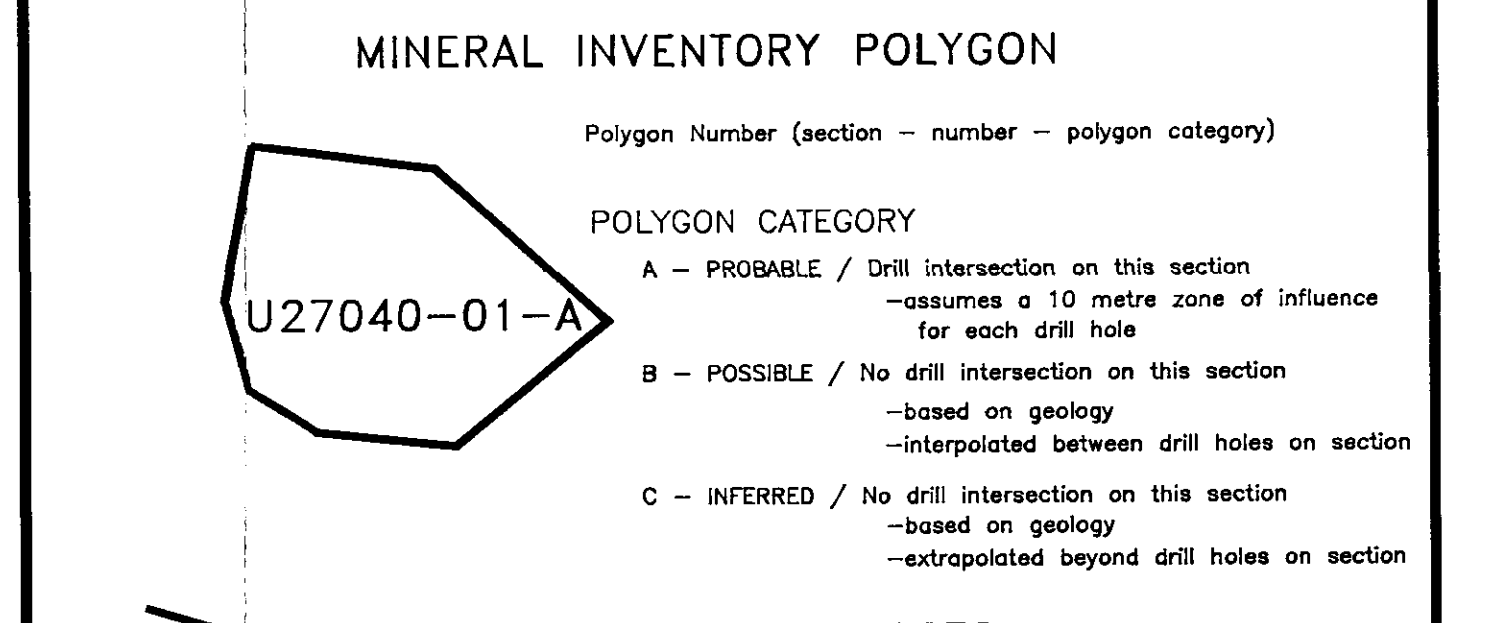 MINERAL INVENTORY POLYGON
Polygon Number (section – number – polygon category)
POLYGON CATEGORY
A – PROBABLE / Drill intersection on this section
–assumes a 10 metre zone of influence
for each drill hole
U27040–01–A
B – POSSIBLE / No drill intersection on this section
–based on geology
–interpolated between drill holes on section
C – INFERRED / No drill intersection on this section
–based on geology
–extrapolated beyond drill holes on section